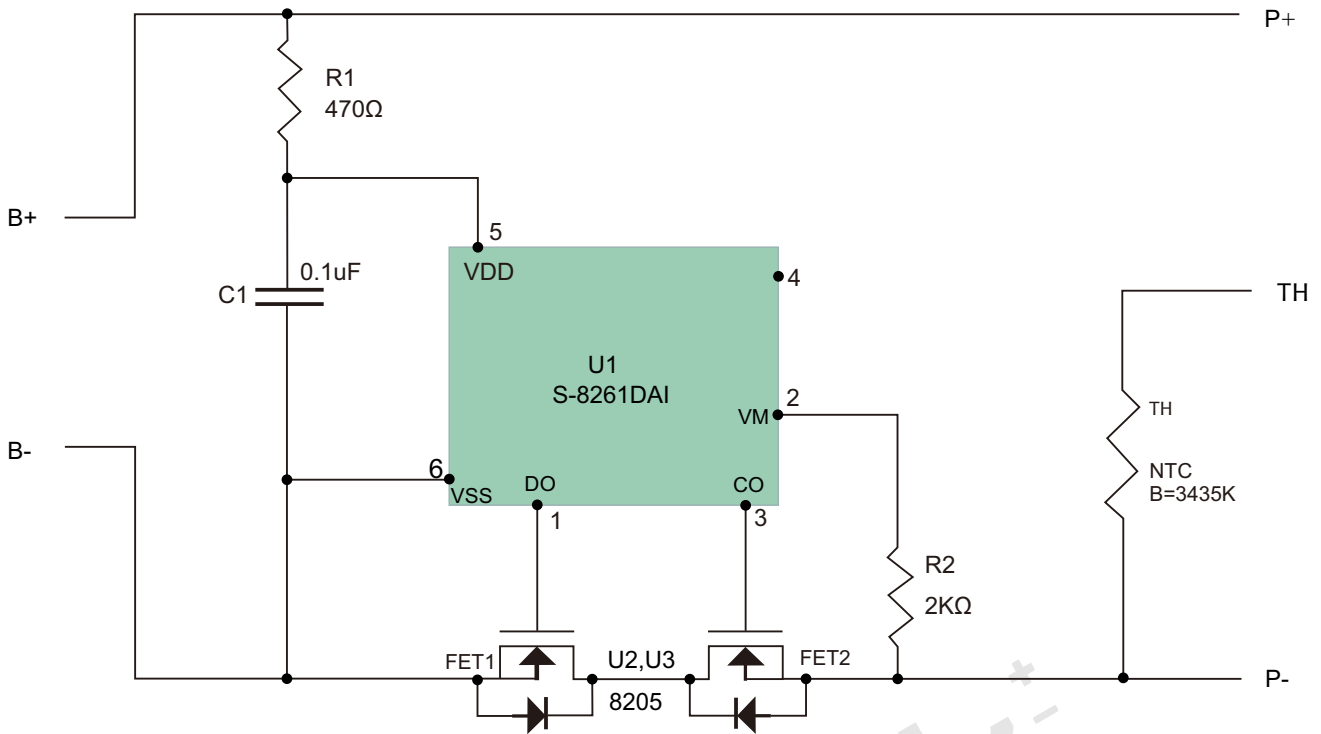 P+
R1
470Ω
B+
5
VDD
0.1uF
C1
4
TH
U1
S-8261DAI
2
VM
TH
B-
6
VSS
DO
CO
NTC
B=3435K
1
3
R2
2KΩ
FET1
U2,U3
FET2
8205
P-